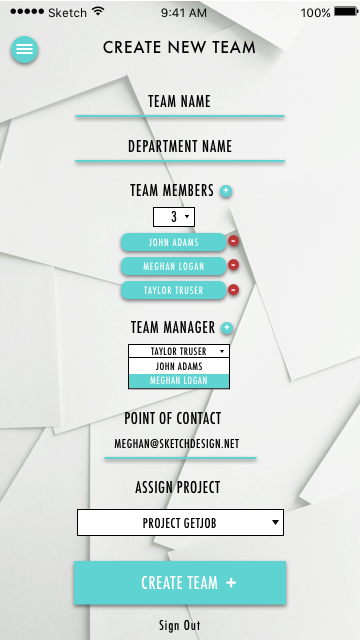 Sketch 9:41 AM 100%
CREATE NEW TEAM
TEAM NAME
DEPARTMENT NAME
TEAM MEMBERS +
3
JOHN ADAMS -
MEGHAN LOGAN -
TAYLOR TRUSER -
TEAM MANAGER +
TAYLOR TRUSER
JOHN ADAMS
MEGHAN LOGAN
POINT OF CONTACT
MEGHAN@SKETCHDESIGN.NET
ASSIGN PROJECT
PROJECT GETJOB
CREATE TEAM +
Sign Out